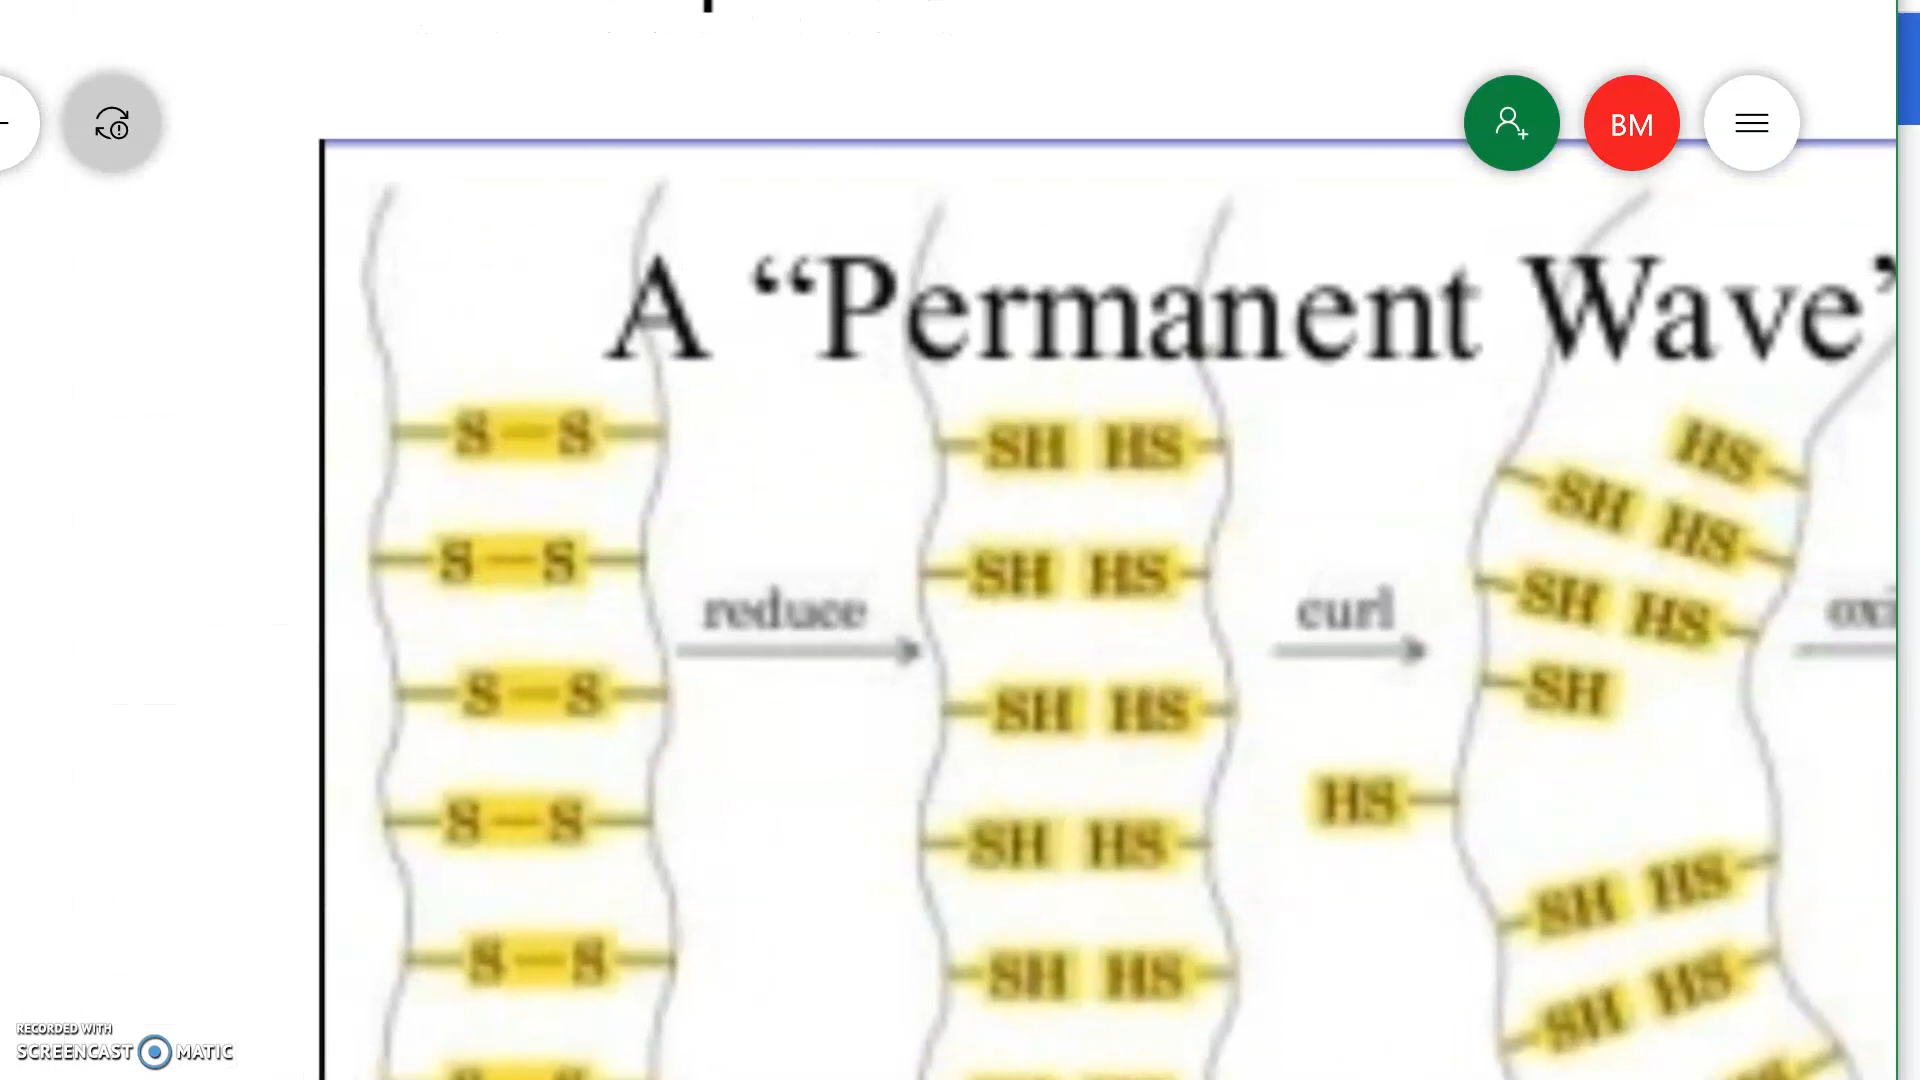 BM
A “Permanent Wave”
S—S
SH HS
HS
SH HS
S—S
SH HS
SH HS
reduce
curl
S—S
SH HS
SH
HS
S—S
SH HS
SH HS
S—S
SH HS
SH HS
RECORDED WITH
SCREENCAST MATIC